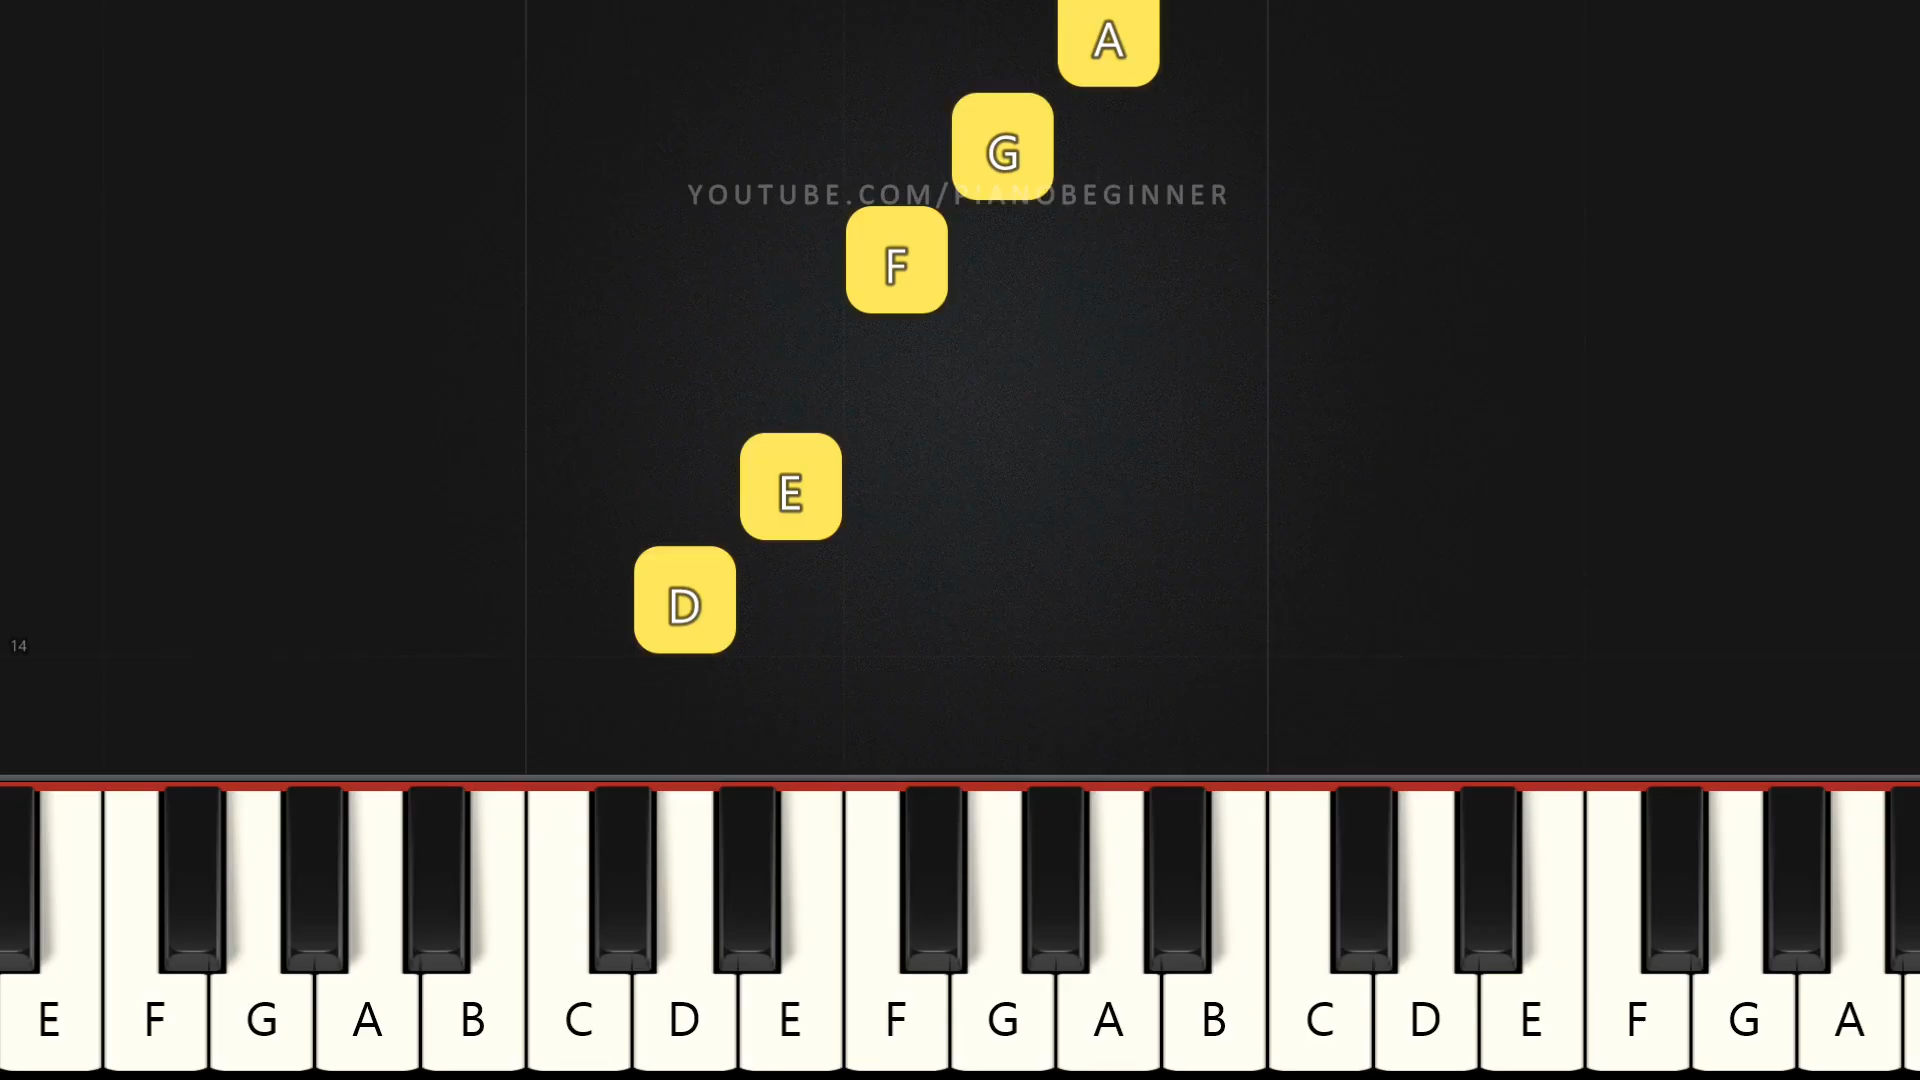 A
G
YOUTUBE.COM/PIANOBEGINNER
F
E
D
14
E F G A B C D E F G A B C D E F G A